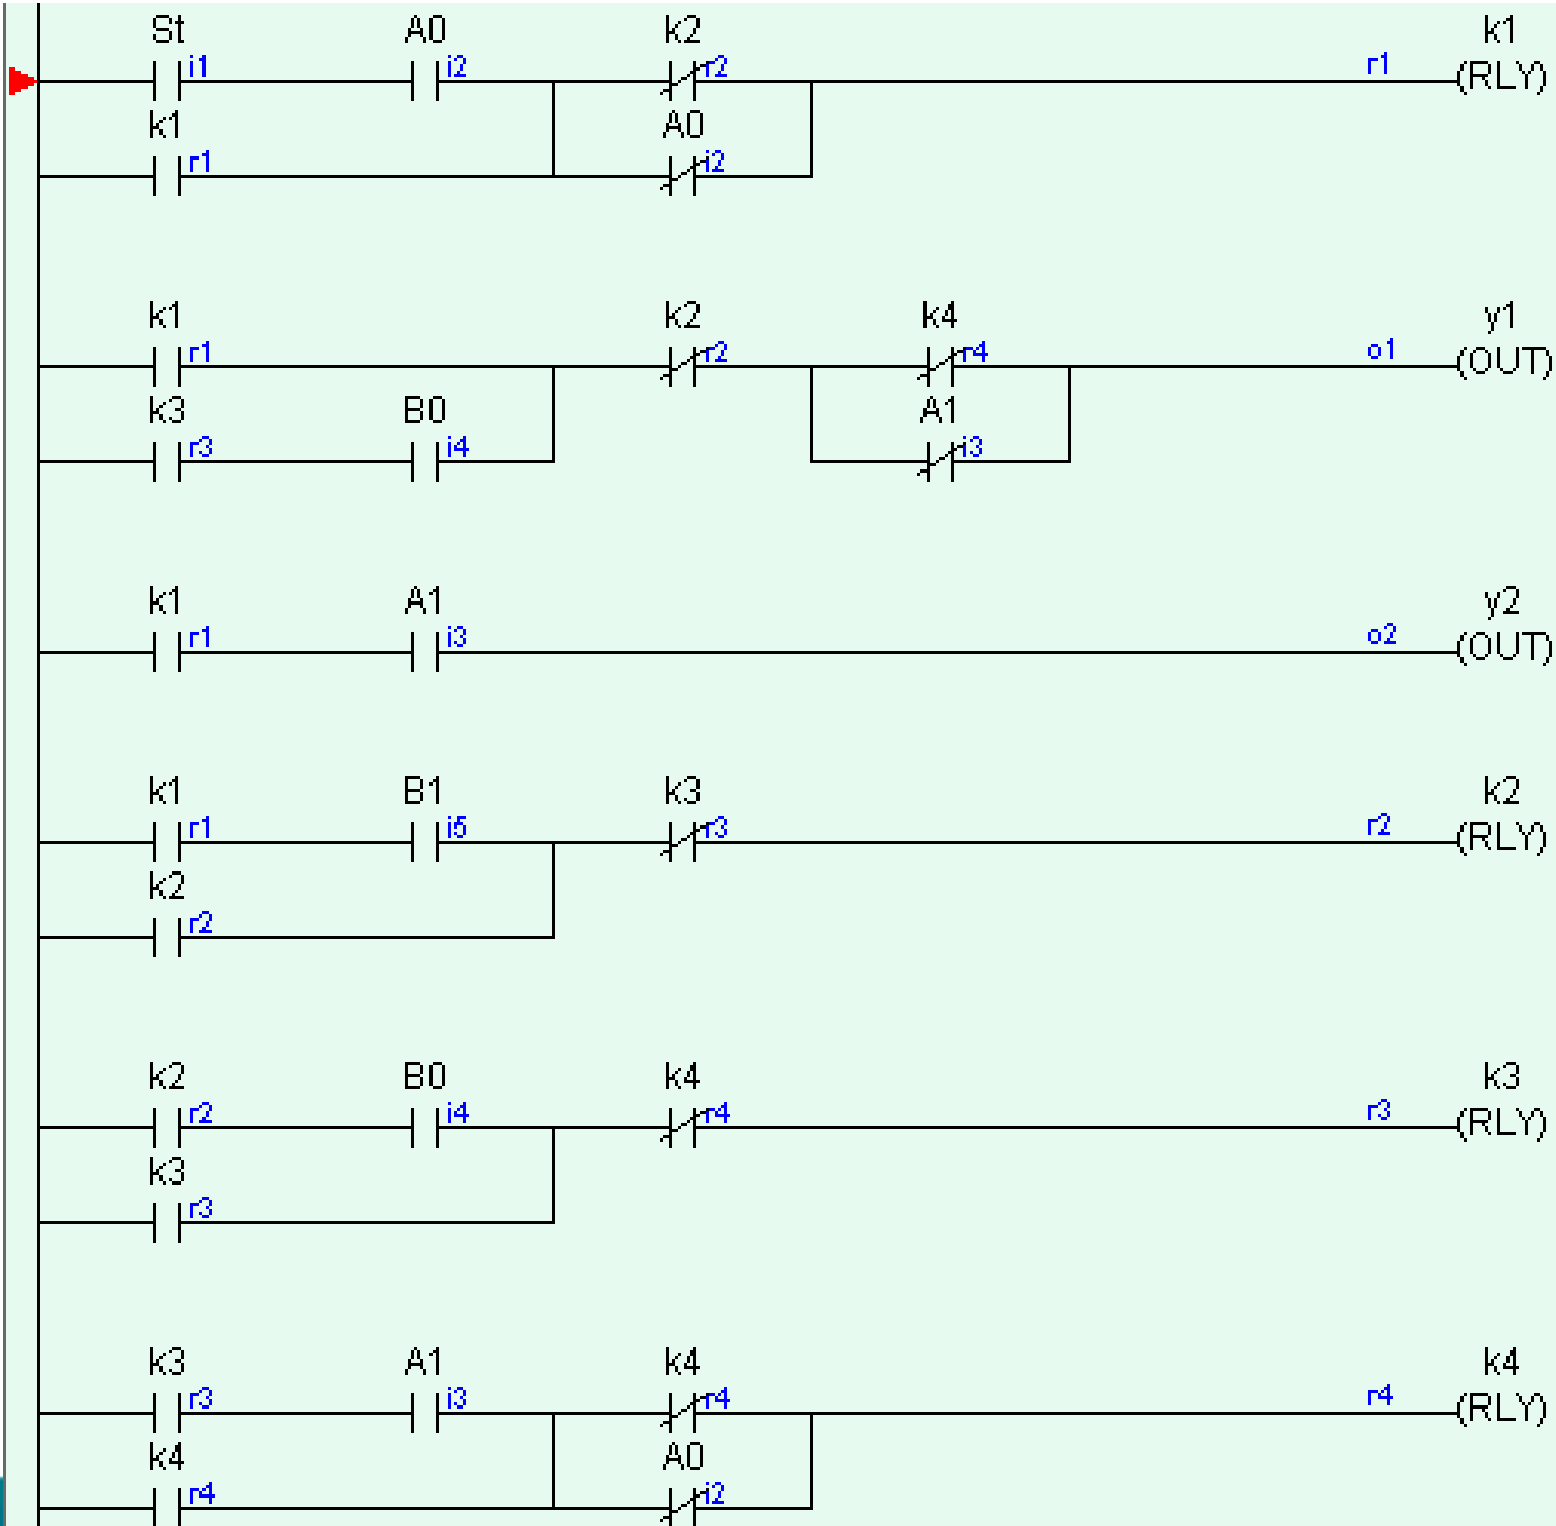 St A0 k2 k1
i1 i2 r2 r1 (RLY)
k1 A0
r1 i2
k1 k2 k4 y1
r1 r2 r4 o1 (OUT)
k3 B0 A1
r3 i4 i3
k1 A1 y2
r1 i3 o2 (OUT)
k1 B1 k3 k2
r1 i5 r3 r2 (RLY)
k2
r2
k2 B0 k4 k3
r2 i4 r4 r3 (RLY)
k3
r3
k3 A1 k4 k4
r3 i3 r4 r4 (RLY)
k4 A0
r4 i2